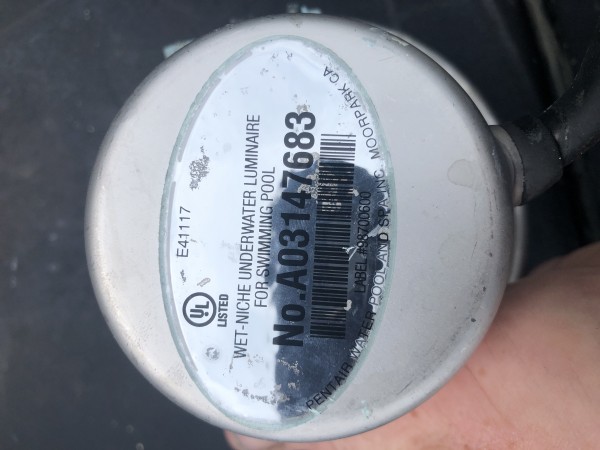 E41117
UL
LISTED
WET-NICHE UNDERWATER LUMINAIRE
FOR SWIMMING POOL
No.A03147683
LABEL #98700600
PENTAIR WATER POOL AND SPA INC. MOORPARK CA